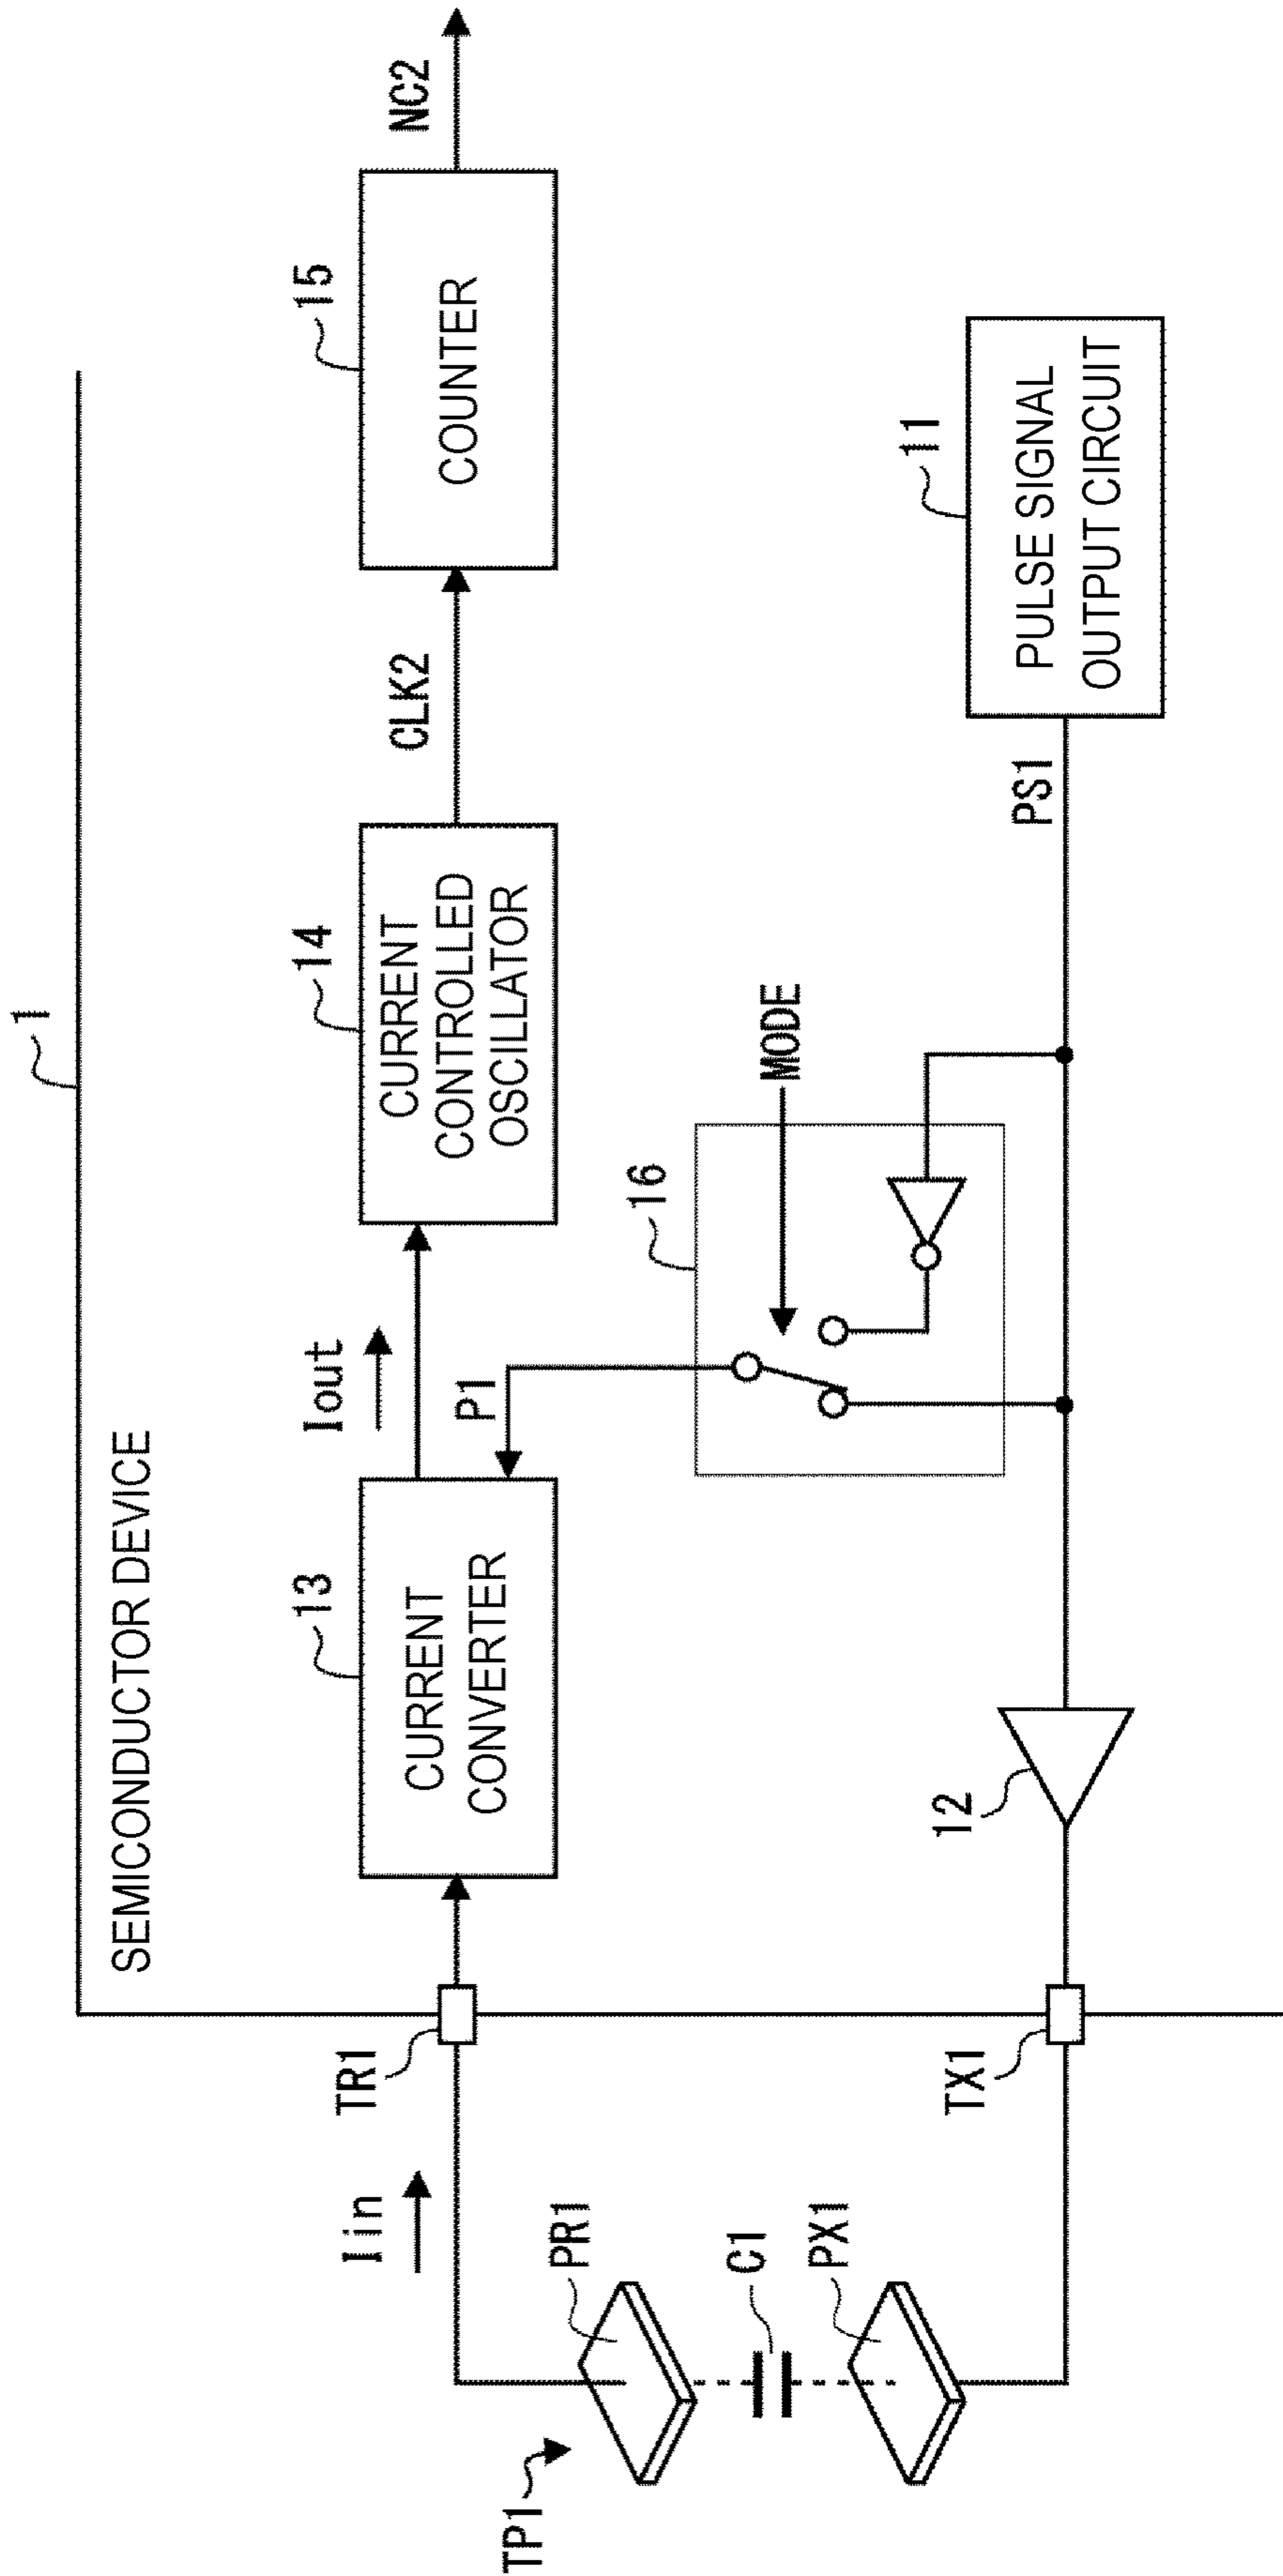 1
SEMICONDUCTOR DEVICE
TP1
PR1
C1
PX1
Iin
TR1
TX1
13
CURRENT
CONVERTER
Iout
P1
14
CURRENT
CONTROLLED
OSCILLATOR
CLK2
15
COUNTER
NC2
16
MODE
12
PS1
11
PULSE SIGNAL
OUTPUT CIRCUIT